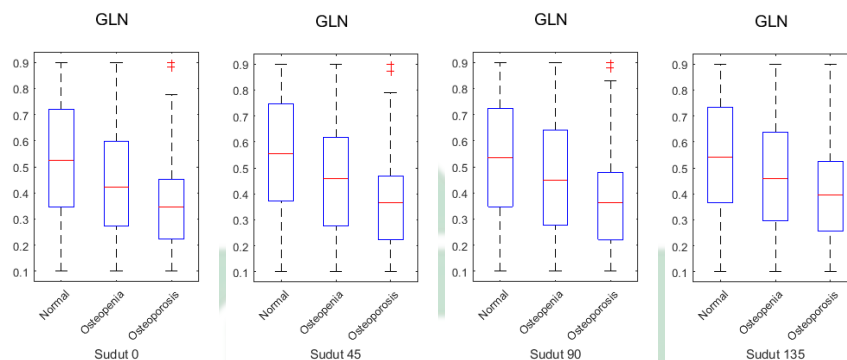 GLN
0.9
0.8
0.7
0.6
0.5
0.4
0.3
0.2
0.1
Normal
Osteopenia
Osteoporosis
Sudut 0
GLN
0.9
0.8
0.7
0.6
0.5
0.4
0.3
0.2
0.1
Normal
Osteopenia
Osteoporosis
Sudut 45
GLN
0.9
0.8
0.7
0.6
0.5
0.4
0.3
0.2
0.1
Normal
Osteopenia
Osteoporosis
Sudut 90
GLN
0.9
0.8
0.7
0.6
0.5
0.4
0.3
0.2
0.1
Normal
Osteopenia
Osteoporosis
Sudut 135